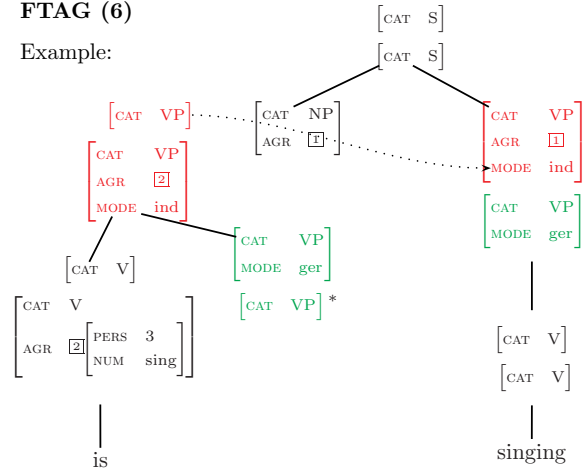 FTAG (6)
Example:
[CAT S]
[CAT S]
[CAT VP]
CAT NP
AGR r
CAT VP
AGR 1
MODE ind
CAT VP
AGR 2
MODE ind
CAT VP
MODE ger
CAT VP
MODE ger
[CAT VP]*
[CAT V]
CAT V
AGR 2
PERS 3
NUM sing
[CAT V]
[CAT V]
is
singing